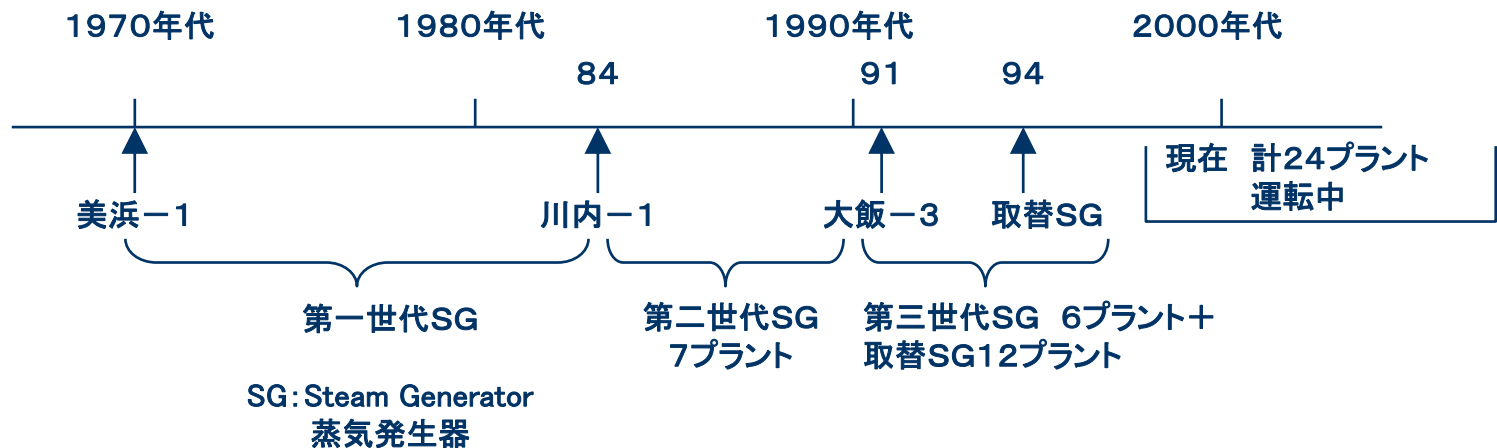 1970年代 1980年代 1990年代 2000年代
84 91 94
現在 計24プラント
運転中
美浜－1 川内－1 大飯－3 取替SG
第一世代SG
第二世代SG
7プラント
第三世代SG 6プラント＋
取替SG12プラント
SG：Steam Generator
蒸気発生器